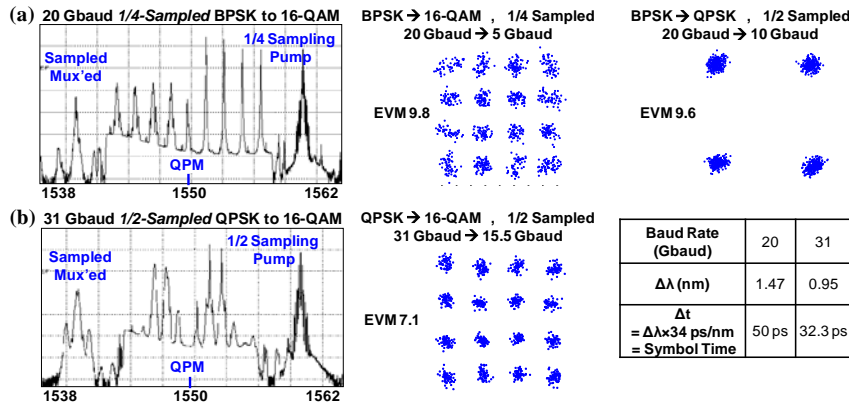 (a) 20 Gbaud 1/4-Sampled BPSK to 16-QAM
Sampled
Mux'ed
1/4 Sampling
Pump
QPM
1538 1550 1562
BPSK → 16-QAM , 1/4 Sampled
20 Gbaud → 5 Gbaud
EVM 9.8
BPSK → QPSK , 1/2 Sampled
20 Gbaud → 10 Gbaud
EVM 9.6
(b) 31 Gbaud 1/2-Sampled QPSK to 16-QAM
Sampled
Mux'ed
1/2 Sampling
Pump
QPM
1538 1550 1562
QPSK → 16-QAM , 1/2 Sampled
31 Gbaud → 15.5 Gbaud
EVM 7.1
Baud Rate
(Gbaud) 20 31
Δλ (nm) 1.47 0.95
Δt
= Δλ×34 ps/nm
= Symbol Time 50 ps 32.3 ps